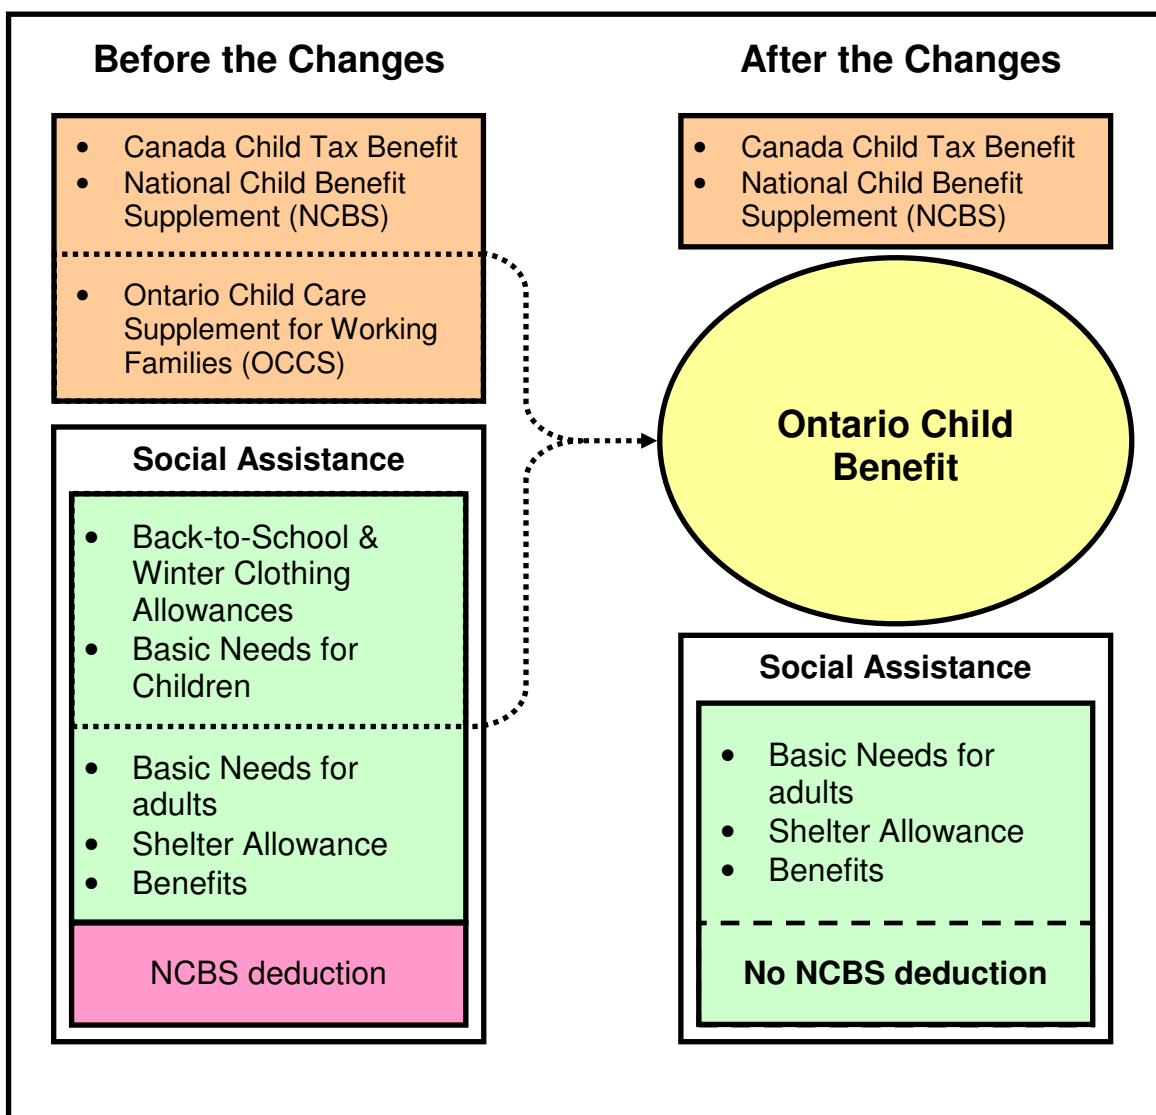 Before the Changes
• Canada Child Tax Benefit
• National Child Benefit
Supplement (NCBS)
• Ontario Child Care
Supplement for Working
Families (OCCS)
Social Assistance
• Back-to-School &
Winter Clothing
Allowances
• Basic Needs for
Children
• Basic Needs for
adults
• Shelter Allowance
• Benefits
NCBS deduction
After the Changes
• Canada Child Tax Benefit
• National Child Benefit
Supplement (NCBS)
Ontario Child
Benefit
Social Assistance
• Basic Needs for
adults
• Shelter Allowance
• Benefits
No NCBS deduction